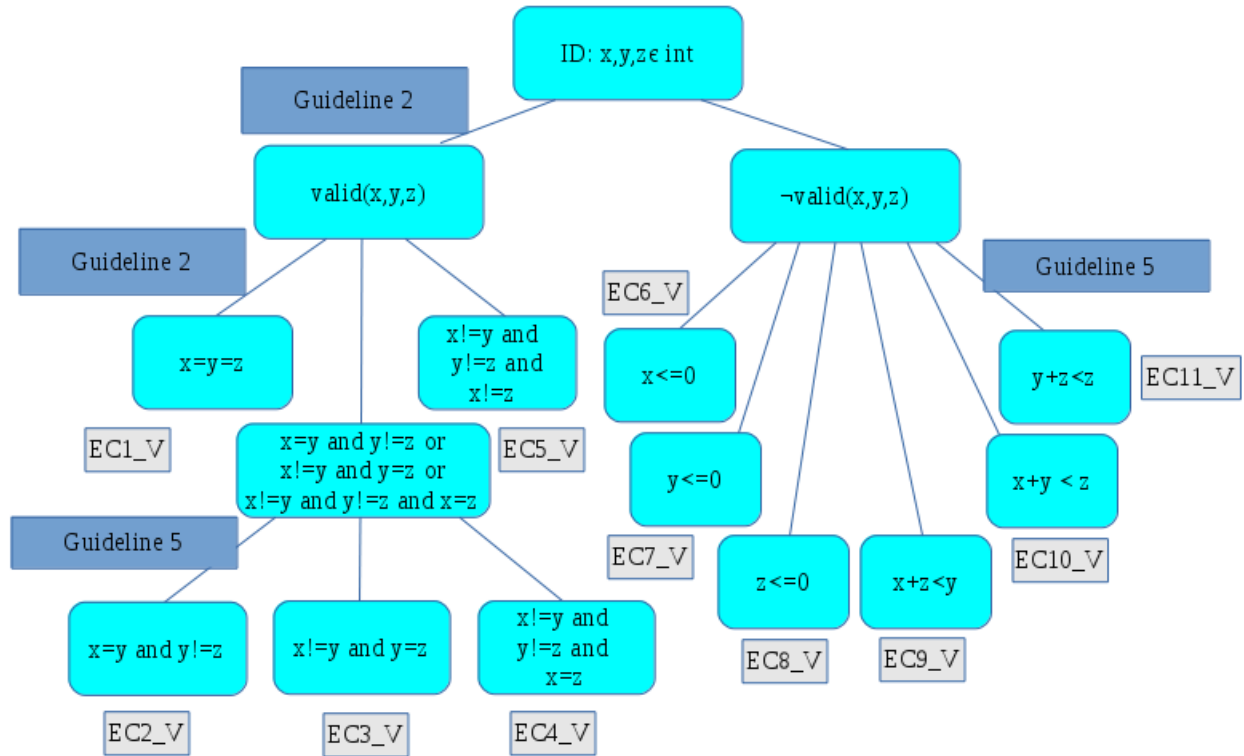 ID: x,y,zϵ int
Guideline 2
valid(x,y,z)
¬valid(x,y,z)
Guideline 2
Guideline 5
EC6_V
x=y=z
x!=y and
y!=z and
x!=z
x<=0
y+z<z
EC11_V
EC1_V
x=y and y!=z or
x!=y and y=z or
x!=y and y!=z and x=z
EC5_V
y<=0
x+y < z
Guideline 5
EC7_V
EC10_V
z<=0
x+z<y
x=y and y!=z
x!=y and y=z
x!=y and
y!=z and
x=z
EC8_V
EC9_V
EC2_V
EC3_V
EC4_V